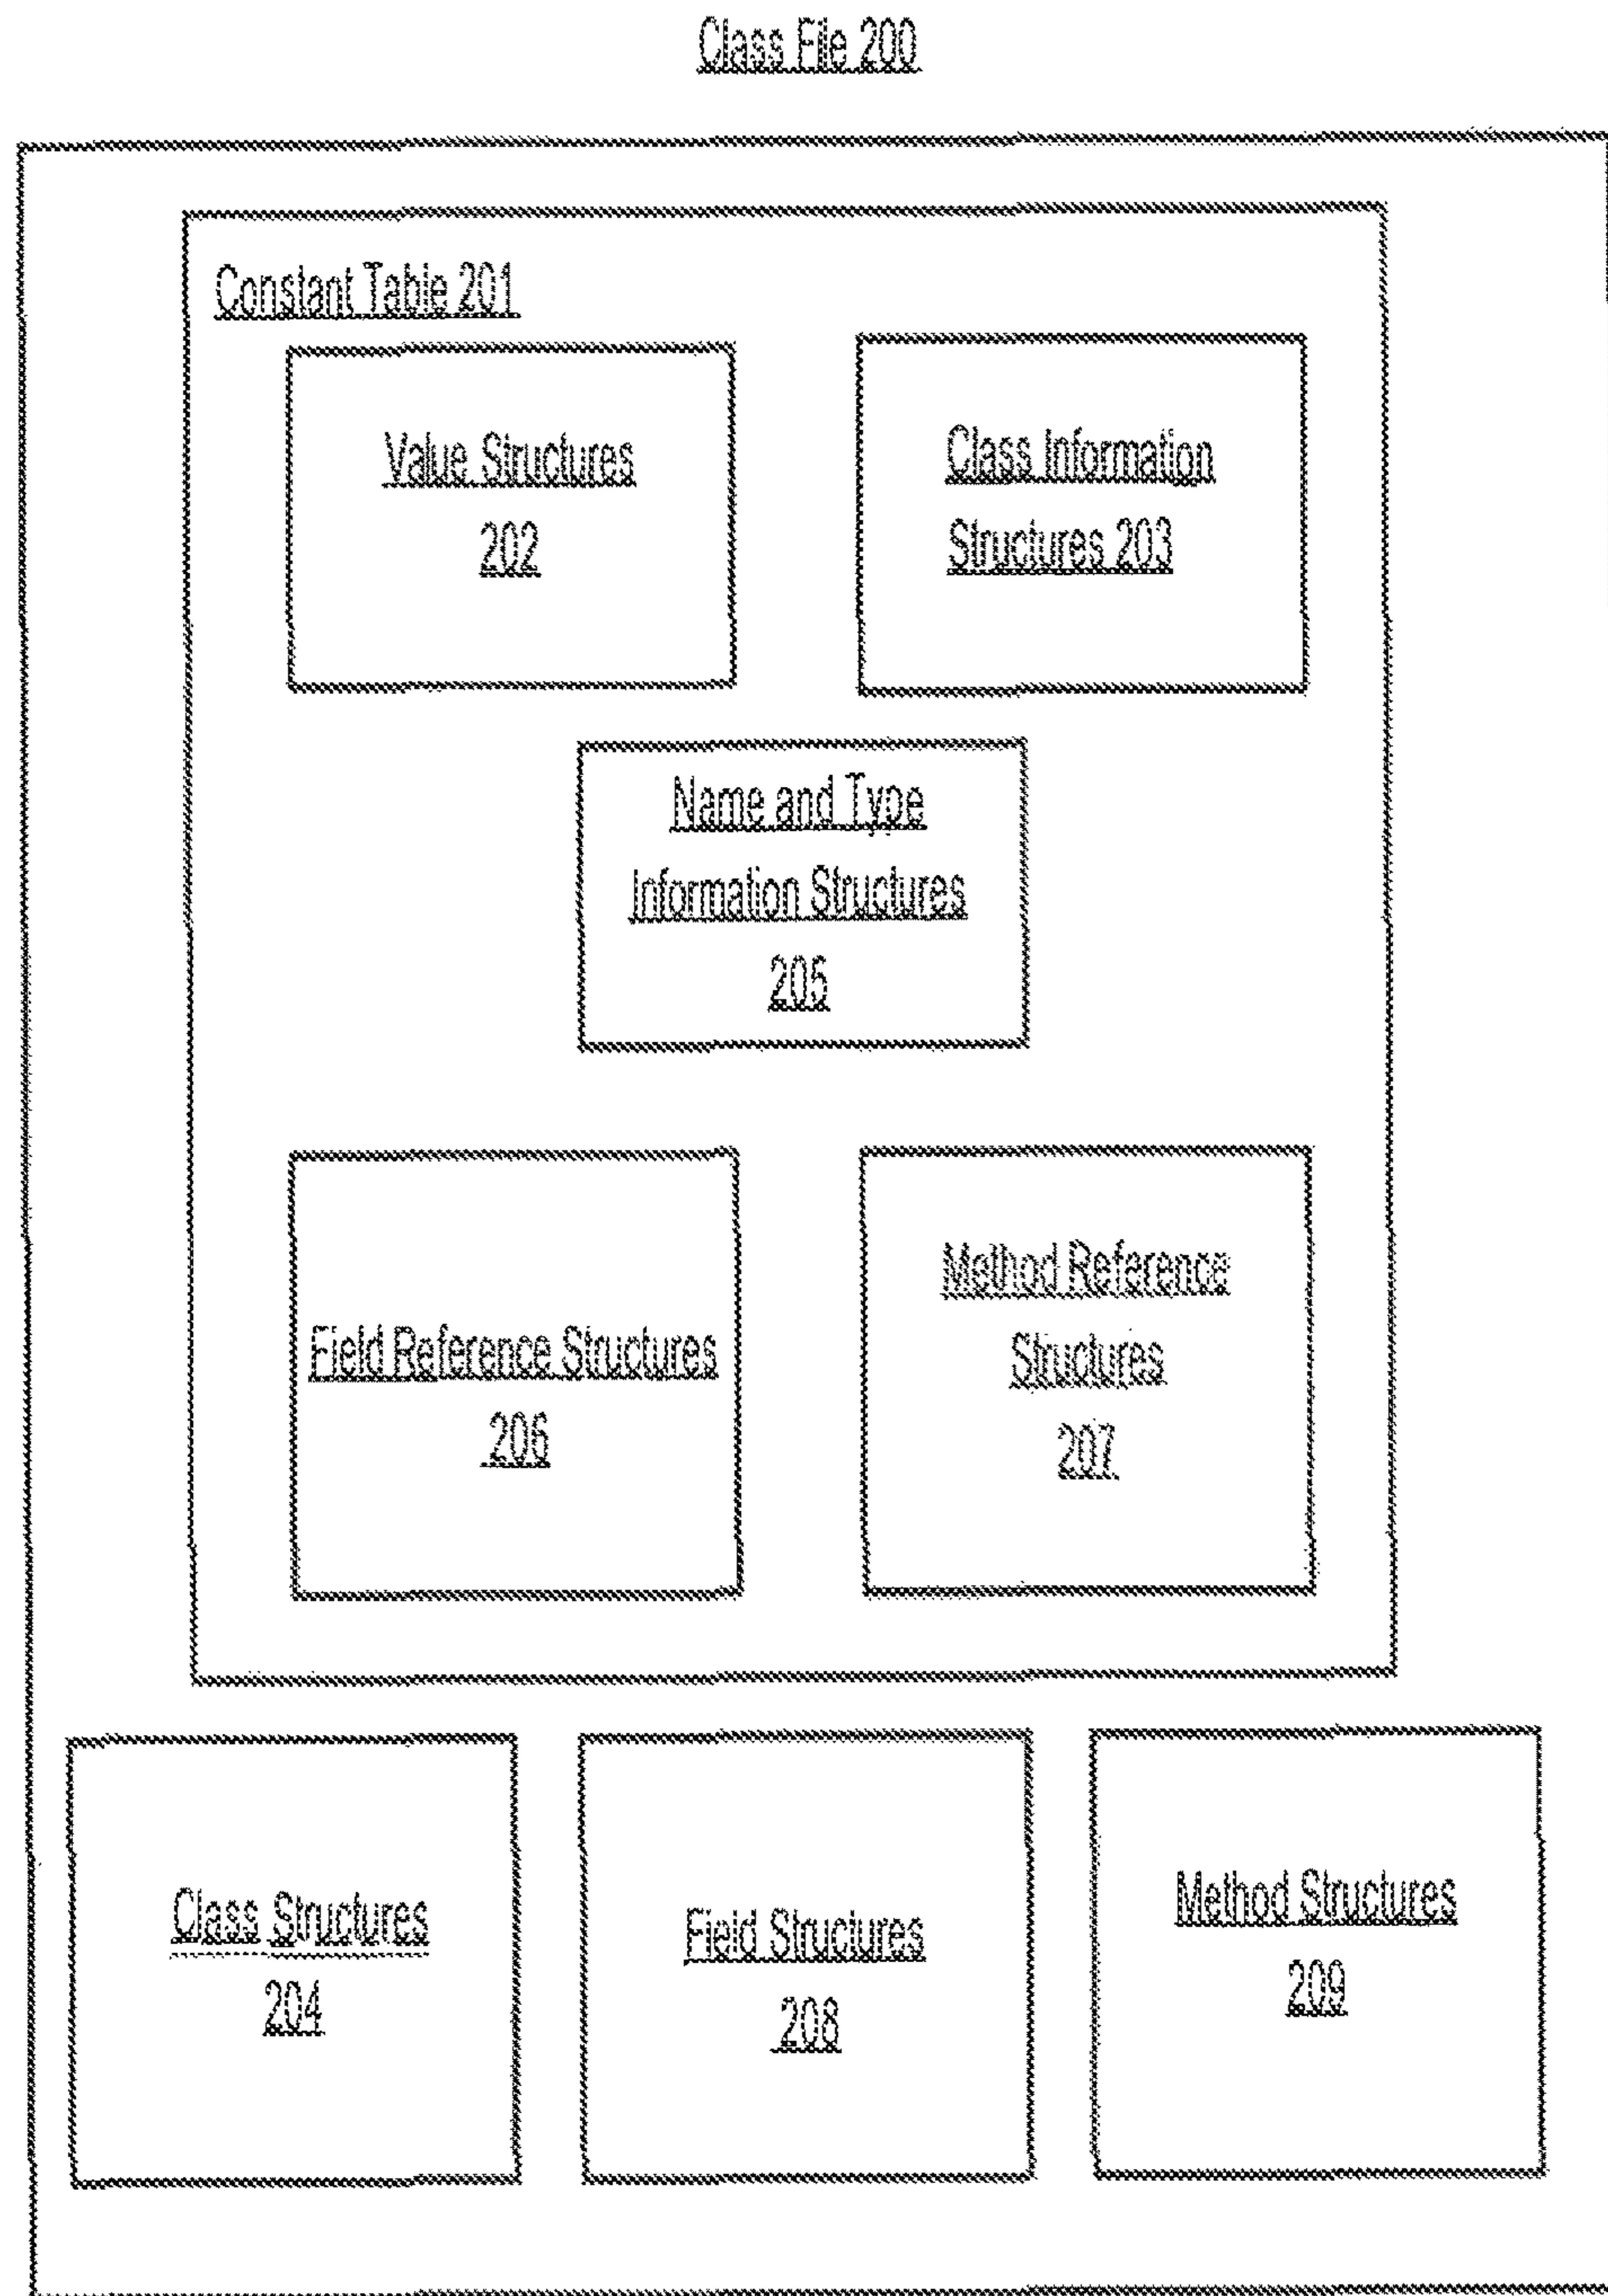 Class File 200
Constant Table 201
Value Structures
202
Class Information
Structures 203
Name and Type
Information Structures
205
Field Reference Structures
206
Method Reference
Structures
207
Class Structures
204
Field Structures
208
Method Structures
209